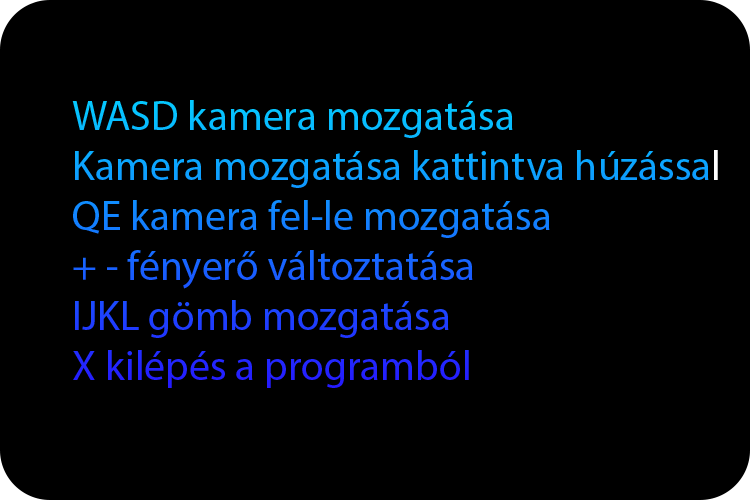 WASD kamera mozgatása
Kamera mozgatása kattintva húzással
QE kamera fel-le mozgatása
+ - fényerő változtatása
IJKL gömb mozgatása
X kilépés a programból